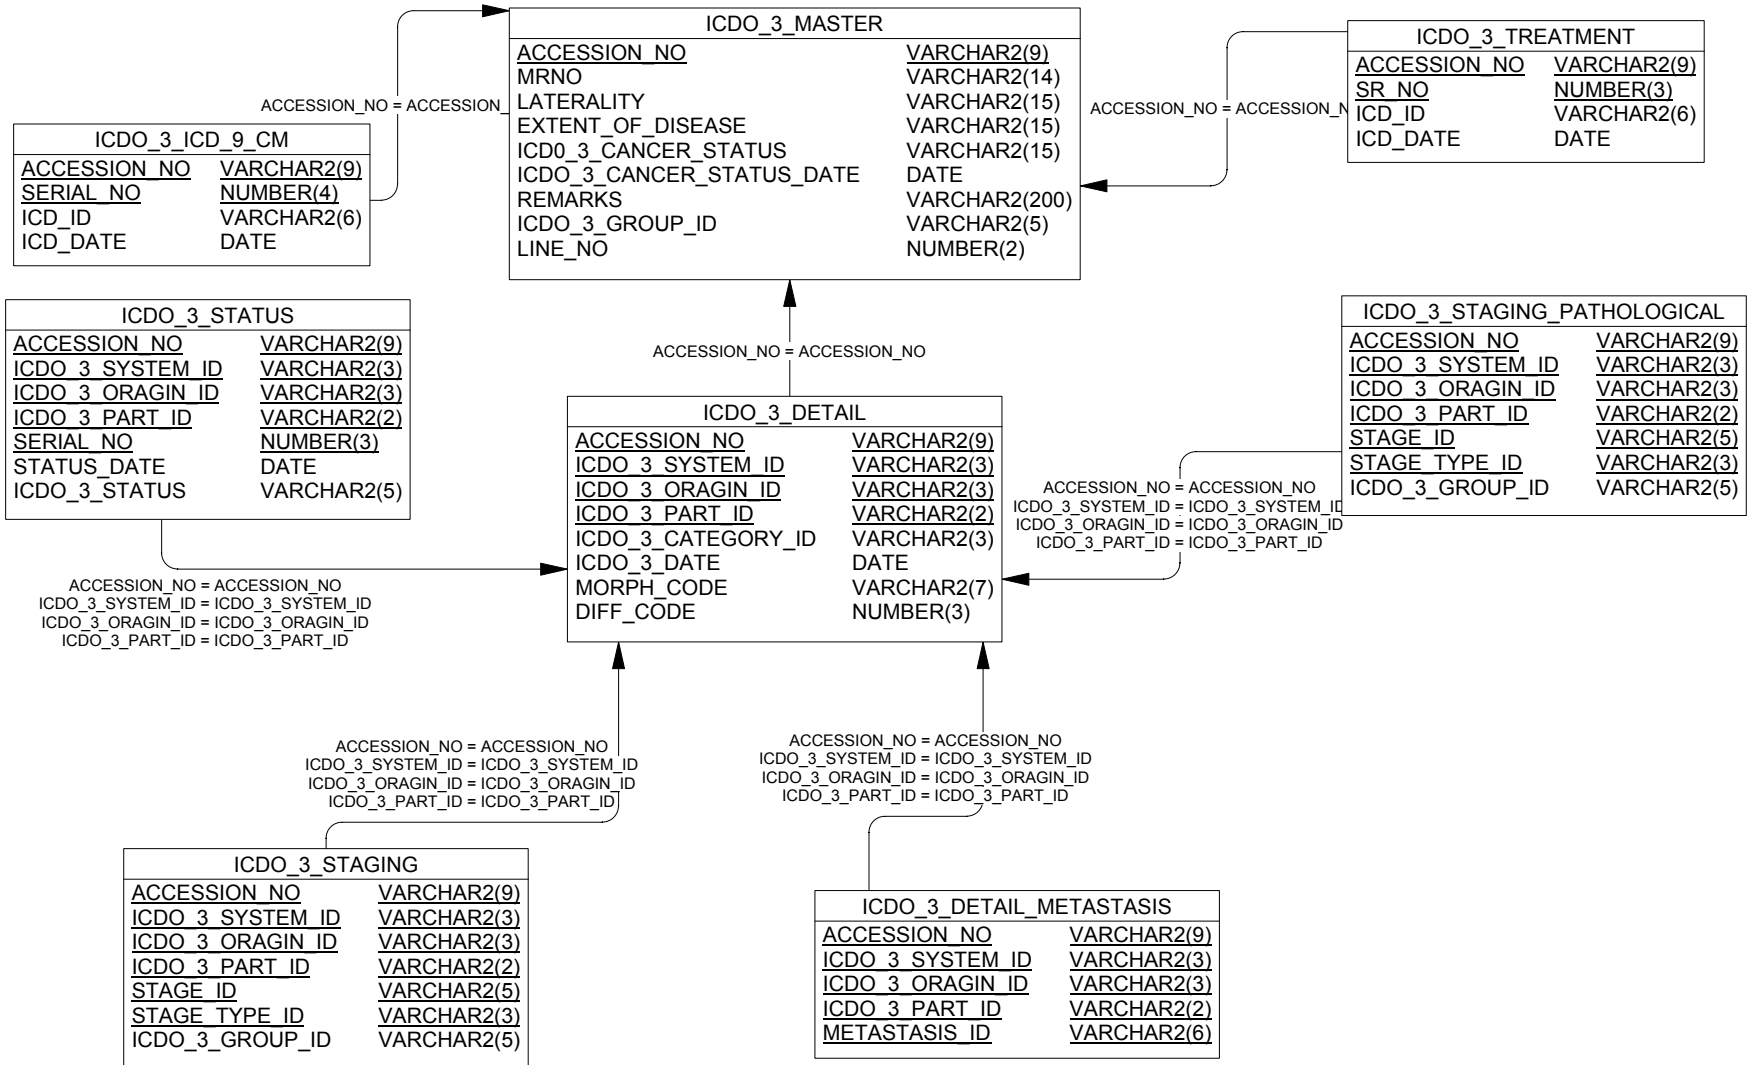 ICDO_3_MASTER
ACCESSION_NO VARCHAR2(9)
MRNO VARCHAR2(14)
LATERALITY VARCHAR2(15)
EXTENT_OF_DISEASE VARCHAR2(15)
ICD0_3_CANCER_STATUS VARCHAR2(15)
ICDO_3_CANCER_STATUS_DATE DATE
REMARKS VARCHAR2(200)
ICDO_3_GROUP_ID VARCHAR2(5)
LINE_NO NUMBER(2)
ICDO_3_TREATMENT
ACCESSION_NO VARCHAR2(9)
SR_NO NUMBER(3)
ICD_ID VARCHAR2(6)
ICD_DATE DATE
ACCESSION_NO = ACCESSION_
ACCESSION_NO = ACCESSION_N
ICDO_3_ICD_9_CM
ACCESSION_NO VARCHAR2(9)
SERIAL_NO NUMBER(4)
ICD_ID VARCHAR2(6)
ICD_DATE DATE
ICDO_3_STATUS
ACCESSION_NO VARCHAR2(9)
ICDO_3_SYSTEM_ID VARCHAR2(3)
ICDO_3_ORAGIN_ID VARCHAR2(3)
ICDO_3_PART_ID VARCHAR2(2)
SERIAL_NO NUMBER(3)
STATUS_DATE DATE
ICDO_3_STATUS VARCHAR2(5)
ACCESSION_NO = ACCESSION_NO
ICDO_3_STAGING_PATHOLOGICAL
ACCESSION_NO VARCHAR2(9)
ICDO_3_SYSTEM_ID VARCHAR2(3)
ICDO_3_ORAGIN_ID VARCHAR2(3)
ICDO_3_PART_ID VARCHAR2(2)
STAGE_ID VARCHAR2(5)
STAGE_TYPE_ID VARCHAR2(3)
ICDO_3_GROUP_ID VARCHAR2(5)
ICDO_3_DETAIL
ACCESSION_NO VARCHAR2(9)
ICDO_3_SYSTEM_ID VARCHAR2(3)
ICDO_3_ORAGIN_ID VARCHAR2(3)
ICDO_3_PART_ID VARCHAR2(2)
ICDO_3_CATEGORY_ID VARCHAR2(3)
ICDO_3_DATE DATE
MORPH_CODE VARCHAR2(7)
DIFF_CODE NUMBER(3)
ACCESSION_NO = ACCESSION_NO
ICDO_3_SYSTEM_ID = ICDO_3_SYSTEM_ID
ICDO_3_ORAGIN_ID = ICDO_3_ORAGIN_ID
ICDO_3_PART_ID = ICDO_3_PART_ID
ACCESSION_NO = ACCESSION_NO
ICDO_3_SYSTEM_ID = ICDO_3_SYSTEM_ID
ICDO_3_ORAGIN_ID = ICDO_3_ORAGIN_ID
ICDO_3_PART_ID = ICDO_3_PART_ID
ACCESSION_NO = ACCESSION_NO
ICDO_3_SYSTEM_ID = ICDO_3_SYSTEM_ID
ICDO_3_ORAGIN_ID = ICDO_3_ORAGIN_ID
ICDO_3_PART_ID = ICDO_3_PART_ID
ACCESSION_NO = ACCESSION_NO
ICDO_3_SYSTEM_ID = ICDO_3_SYSTEM_ID
ICDO_3_ORAGIN_ID = ICDO_3_ORAGIN_ID
ICDO_3_PART_ID = ICDO_3_PART_ID
ICDO_3_STAGING
ACCESSION_NO VARCHAR2(9)
ICDO_3_SYSTEM_ID VARCHAR2(3)
ICDO_3_ORAGIN_ID VARCHAR2(3)
ICDO_3_PART_ID VARCHAR2(2)
STAGE_ID VARCHAR2(5)
STAGE_TYPE_ID VARCHAR2(3)
ICDO_3_GROUP_ID VARCHAR2(5)
ICDO_3_DETAIL_METASTASIS
ACCESSION_NO VARCHAR2(9)
ICDO_3_SYSTEM_ID VARCHAR2(3)
ICDO_3_ORAGIN_ID VARCHAR2(3)
ICDO_3_PART_ID VARCHAR2(2)
METASTASIS_ID VARCHAR2(6)